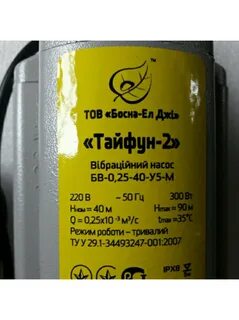 ™
ТОВ «Босна-Ел Джі»
«Тайфун-2»
Вібраційний насос
БВ-0,25-40-У5-М
220 В ~ 50 Гц 300 Вт
Hном = 40 м Hmax = 90 м
Q = 0,25х10⁻³ м³/с tmax=35°С
Режим роботи – тривалий
ТУ У 29.1-34493247-001:2007
IPX8